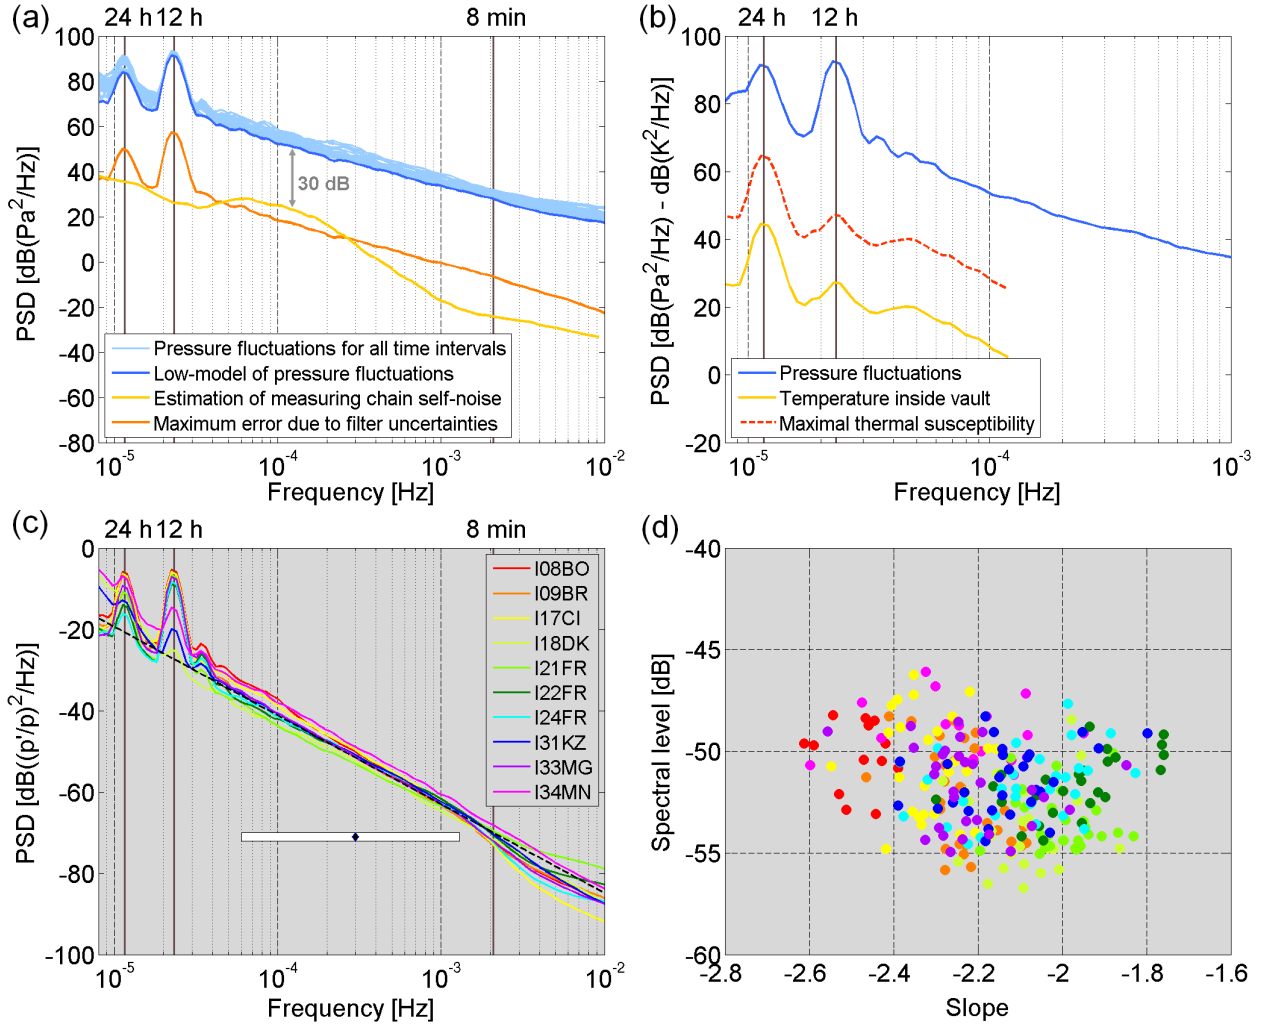 (a)
24 h 12 h 8 min
100
80
60
40
20
0
-20
-40
-60
-80
PSD [dB(Pa²/Hz)]
30 dB
Pressure fluctuations for all time intervals
Low-model of pressure fluctuations
Estimation of measuring chain self-noise
Maximum error due to filter uncertainties
10⁻⁵ 10⁻⁴ 10⁻³ 10⁻²
Frequency [Hz]
(b)
24 h 12 h
100
80
60
40
20
0
-20
PSD [dB(Pa²/Hz) - dB(K²/Hz)]
Pressure fluctuations
Temperature inside vault
Maximal thermal susceptibility
10⁻⁵ 10⁻⁴ 10⁻³
Frequency [Hz]
(c)
24 h 12 h 8 min
0
-20
-40
-60
-80
-100
PSD [dB((p'/p)²/Hz)]
I08BO
I09BR
I17CI
I18DK
I21FR
I22FR
I24FR
I31KZ
I33MG
I34MN
10⁻⁵ 10⁻⁴ 10⁻³ 10⁻²
Frequency [Hz]
(d)
-40
-45
-50
-55
-60
Spectral level [dB]
-2.8 -2.6 -2.4 -2.2 -2 -1.8 -1.6
Slope